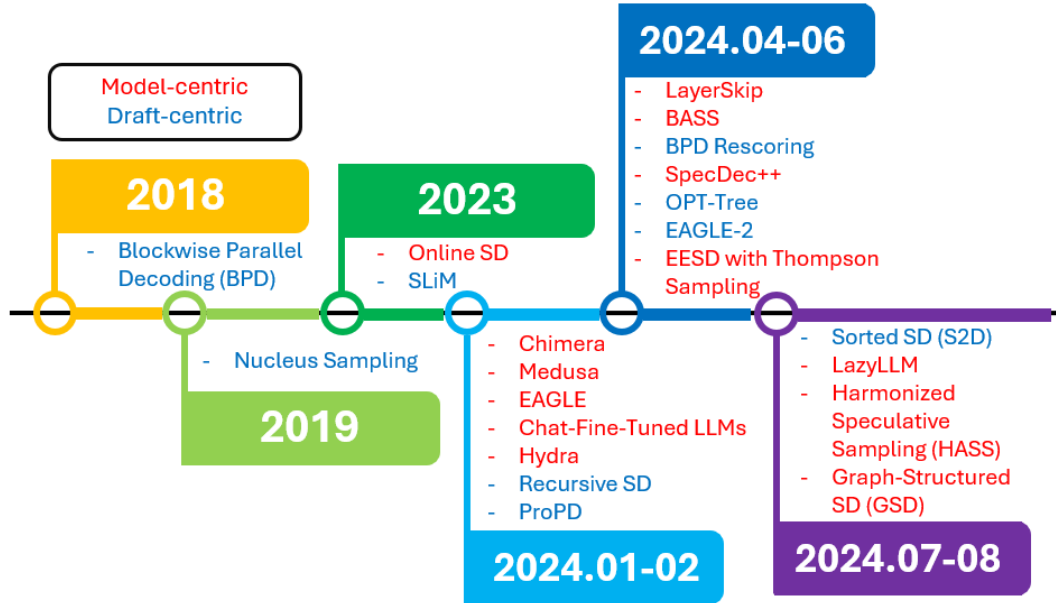 Model-centric
Draft-centric
2018
- Blockwise Parallel
Decoding (BPD)
2019
- Nucleus Sampling
2023
- Online SD
- SLiM
2024.01-02
- Chimera
- Medusa
- EAGLE
- Chat-Fine-Tuned LLMs
- Hydra
- Recursive SD
- ProPD
2024.04-06
- LayerSkip
- BASS
- BPD Rescoring
- SpecDec++
- OPT-Tree
- EAGLE-2
- EESD with Thompson
Sampling
2024.07-08
- Sorted SD (S2D)
- LazyLLM
- Harmonized
Speculative
Sampling (HASS)
- Graph-Structured
SD (GSD)